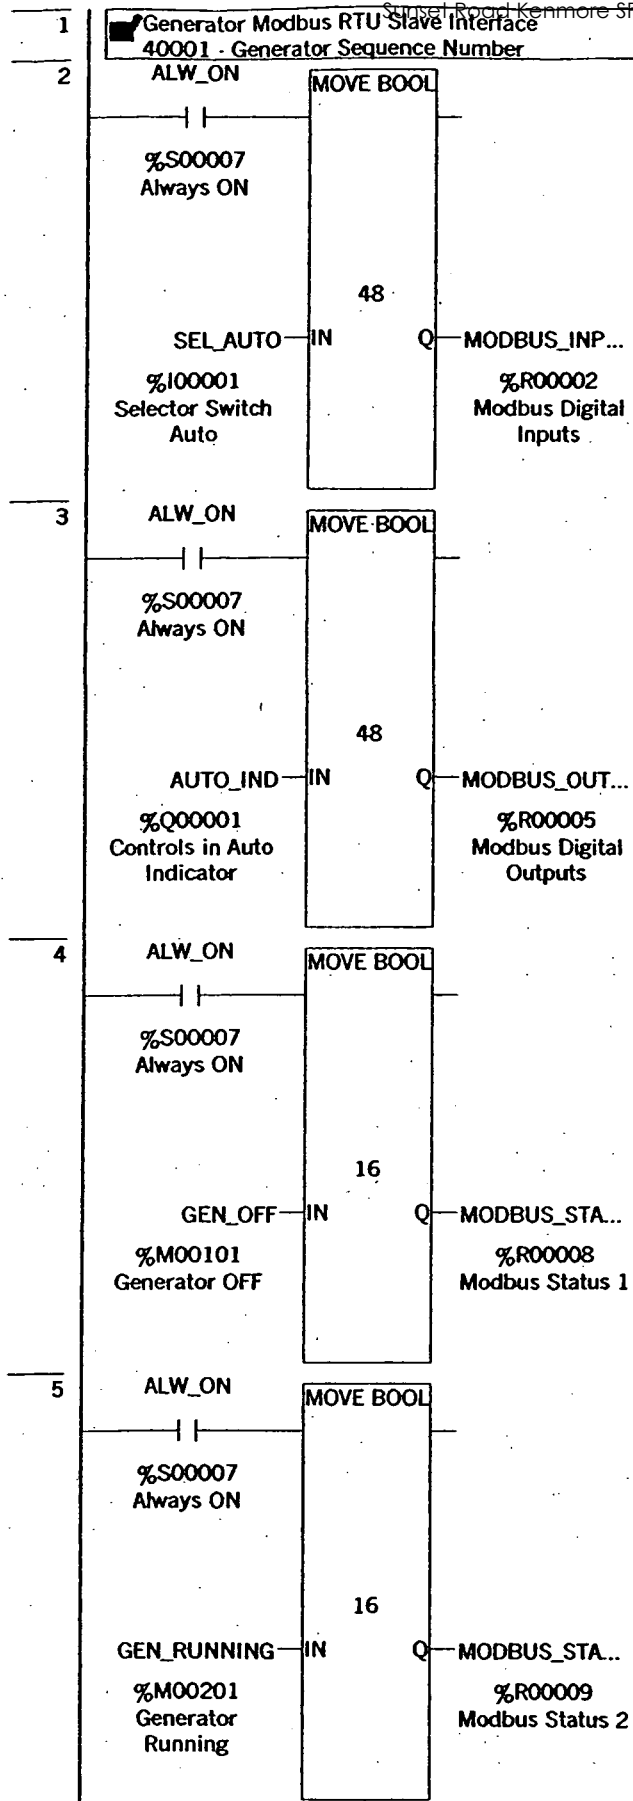 Sunset Road Kenmore
1
Generator Modbus RTU Slave Interface
40001 - Generator Sequence Number
2
ALW_ON
MOVE BOOL
%S00007
Always ON
48
SEL_AUTO
IN
Q
MODBUS_INP...
%I00001
Selector Switch
Auto
%R00002
Modbus Digital
Inputs
3
ALW_ON
MOVE BOOL
%S00007
Always ON
48
AUTO_IND
IN
Q
MODBUS_OUT...
%Q00001
Controls in Auto
Indicator
%R00005
Modbus Digital
Outputs
4
ALW_ON
MOVE BOOL
%S00007
Always ON
16
GEN_OFF
IN
Q
MODBUS_STA...
%M00101
Generator OFF
%R00008
Modbus Status 1
5
ALW_ON
MOVE BOOL
%S00007
Always ON
16
GEN_RUNNING
IN
Q
MODBUS_STA...
%M00201
Generator
Running
%R00009
Modbus Status 2